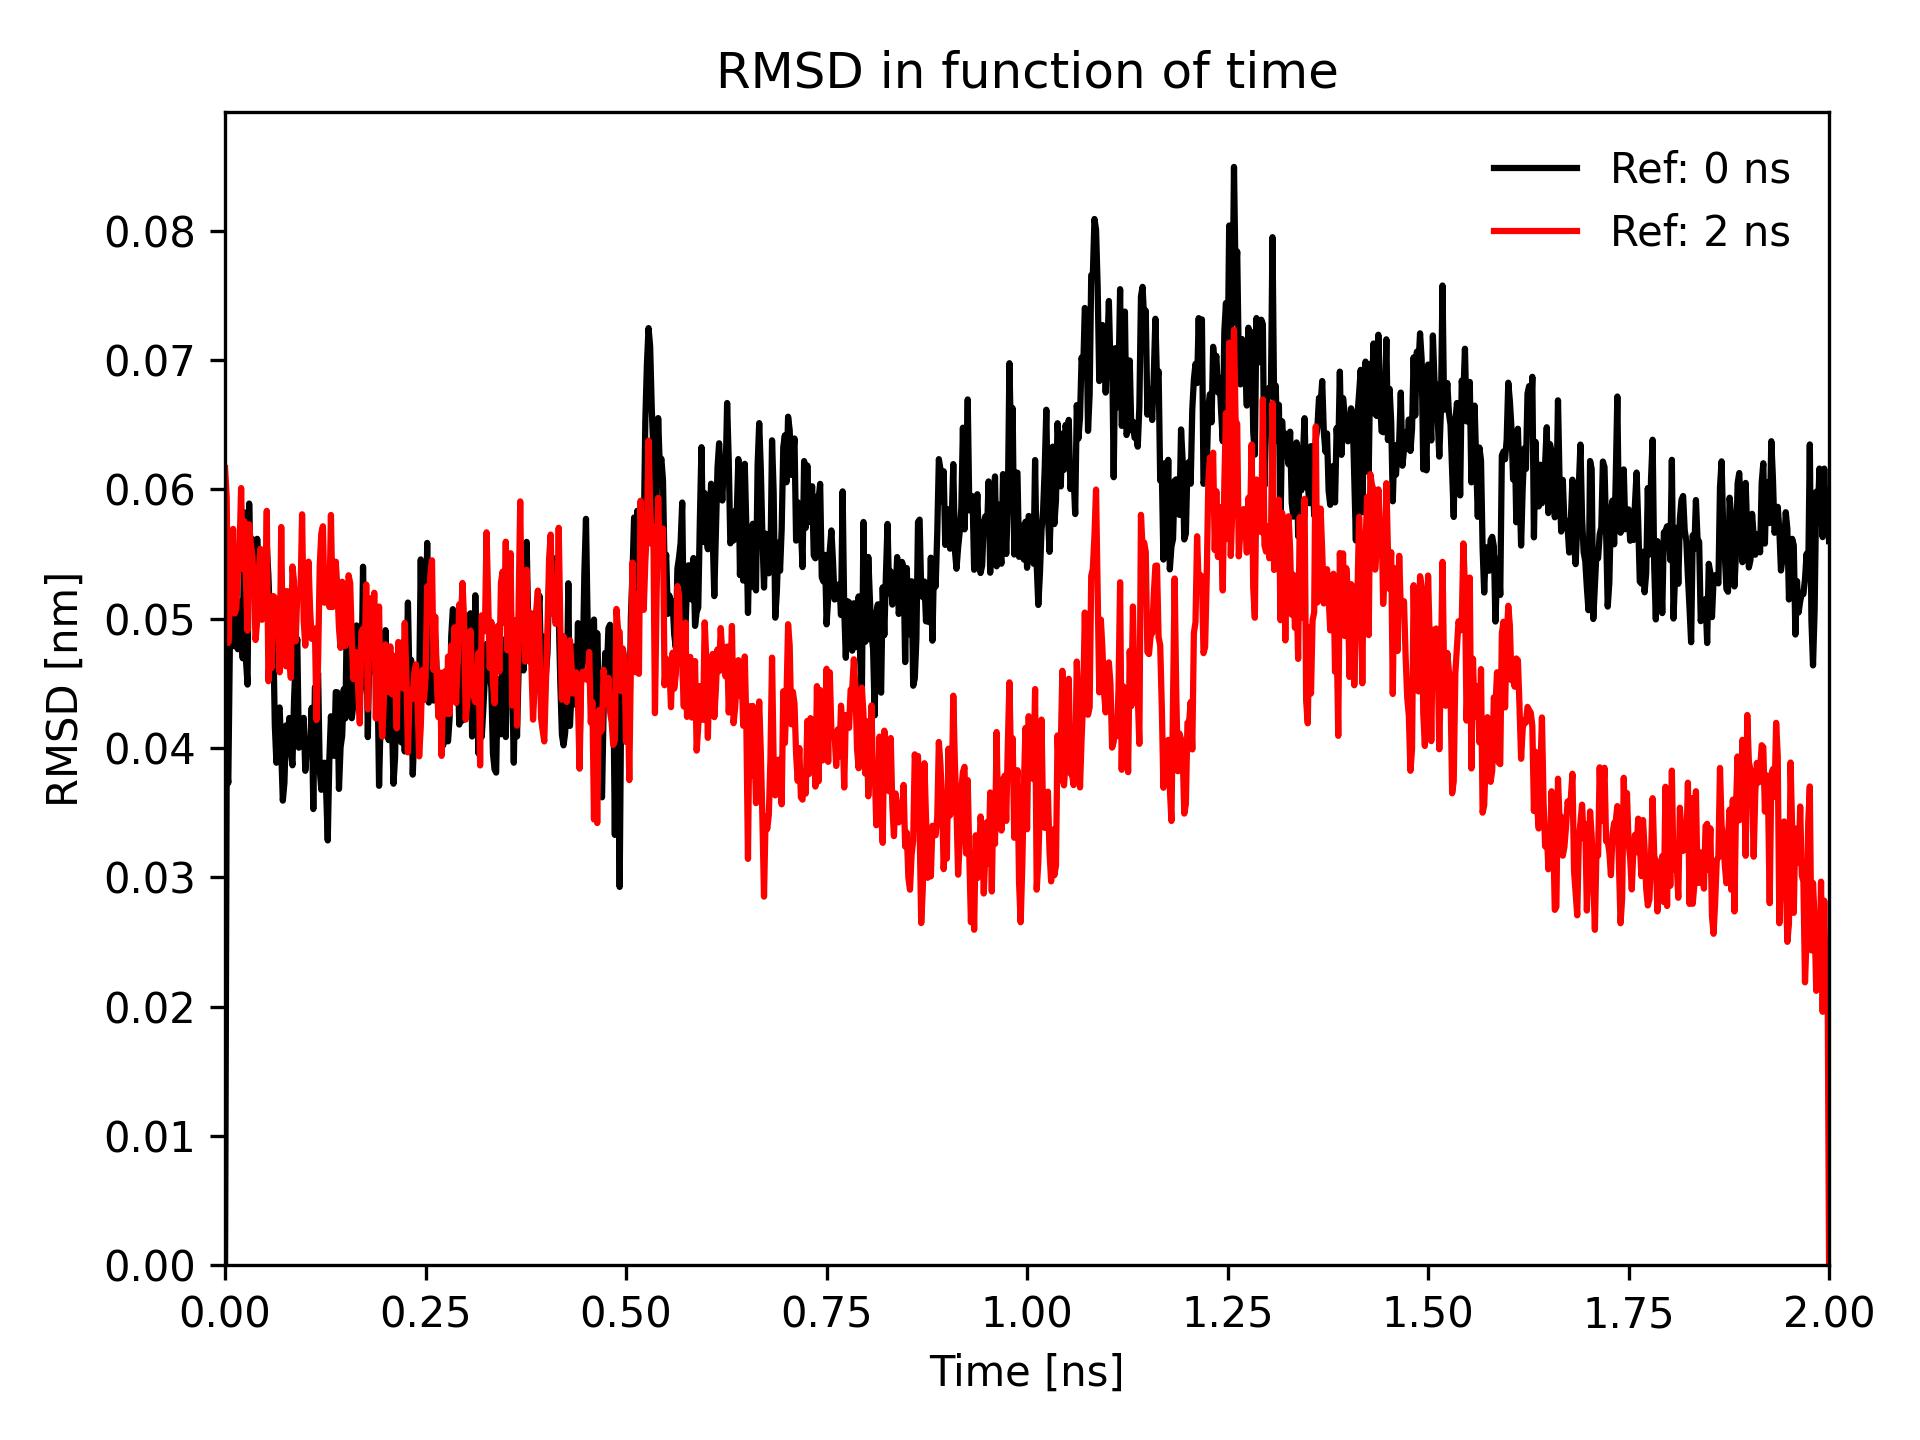 RMSD in function of time
Ref: 0 ns
Ref: 2 ns
RMSD [nm]
0.08
0.07
0.06
0.05
0.04
0.03
0.02
0.01
0.00
0.00 0.25 0.50 0.75 1.00 1.25 1.50 1.75 2.00
Time [ns]